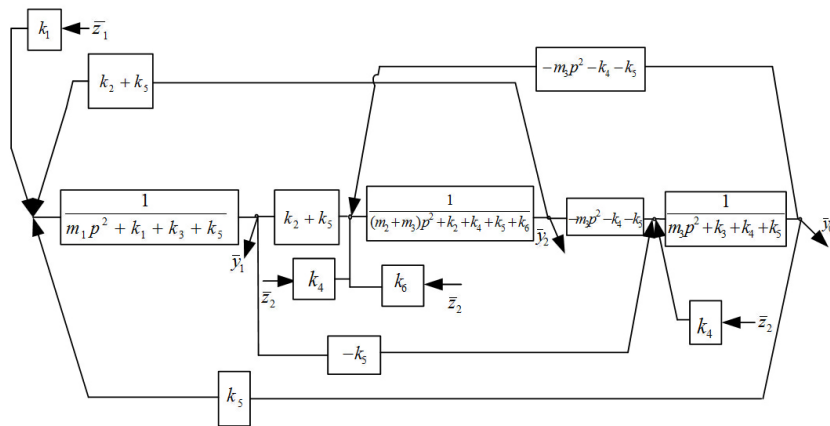 k₁
z̄₁
k₂ + k₅
−m₃p² − k₄ − k₅
1
m₁p² + k₁ + k₃ + k₅
k₂ + k₅
1
(m₂ + m₃)p² + k₂ + k₄ + k₅ + k₆
−m₃p² − k₄ − k₅
1
m₃p² + k₃ + k₄ + k₅
ȳ₁
ȳ₂
z̄₂
k₄
k₆
z̄₂
k₄
z̄₂
−k₅
k₅